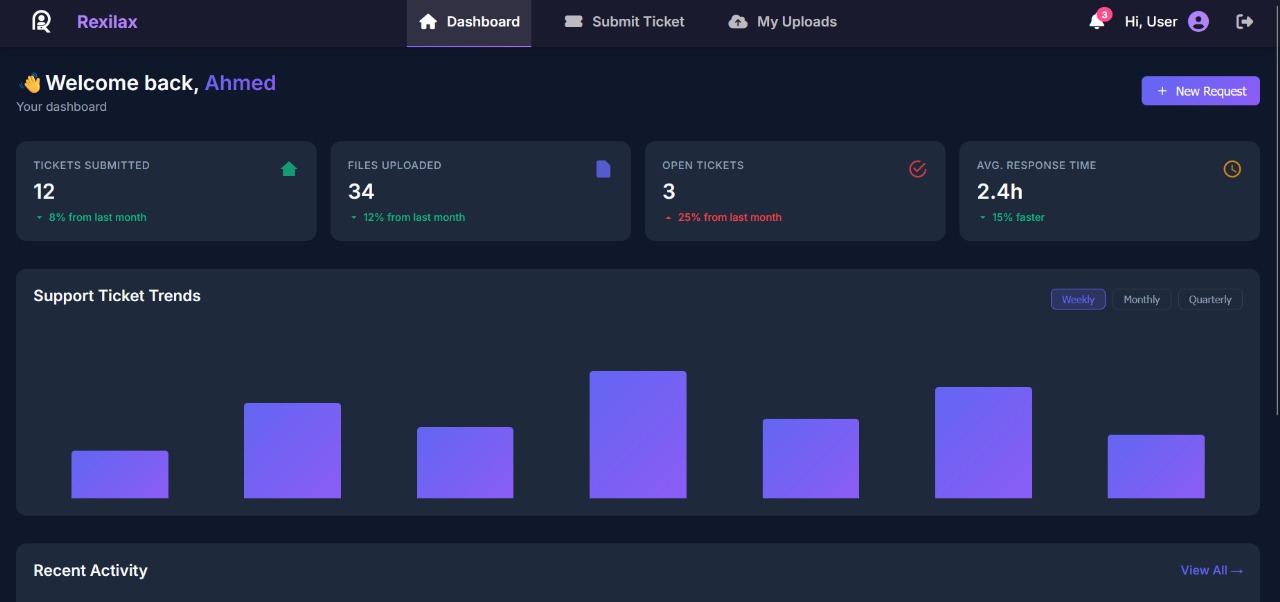 Rexilax
Dashboard
Submit Ticket
My Uploads
3
Hi, User
👋 Welcome back, Ahmed
Your dashboard
+ New Request
TICKETS SUBMITTED
12
8% from last month
FILES UPLOADED
34
12% from last month
OPEN TICKETS
3
25% from last month
AVG. RESPONSE TIME
2.4h
15% faster
Support Ticket Trends
Weekly
Monthly
Quarterly
Recent Activity
View All →